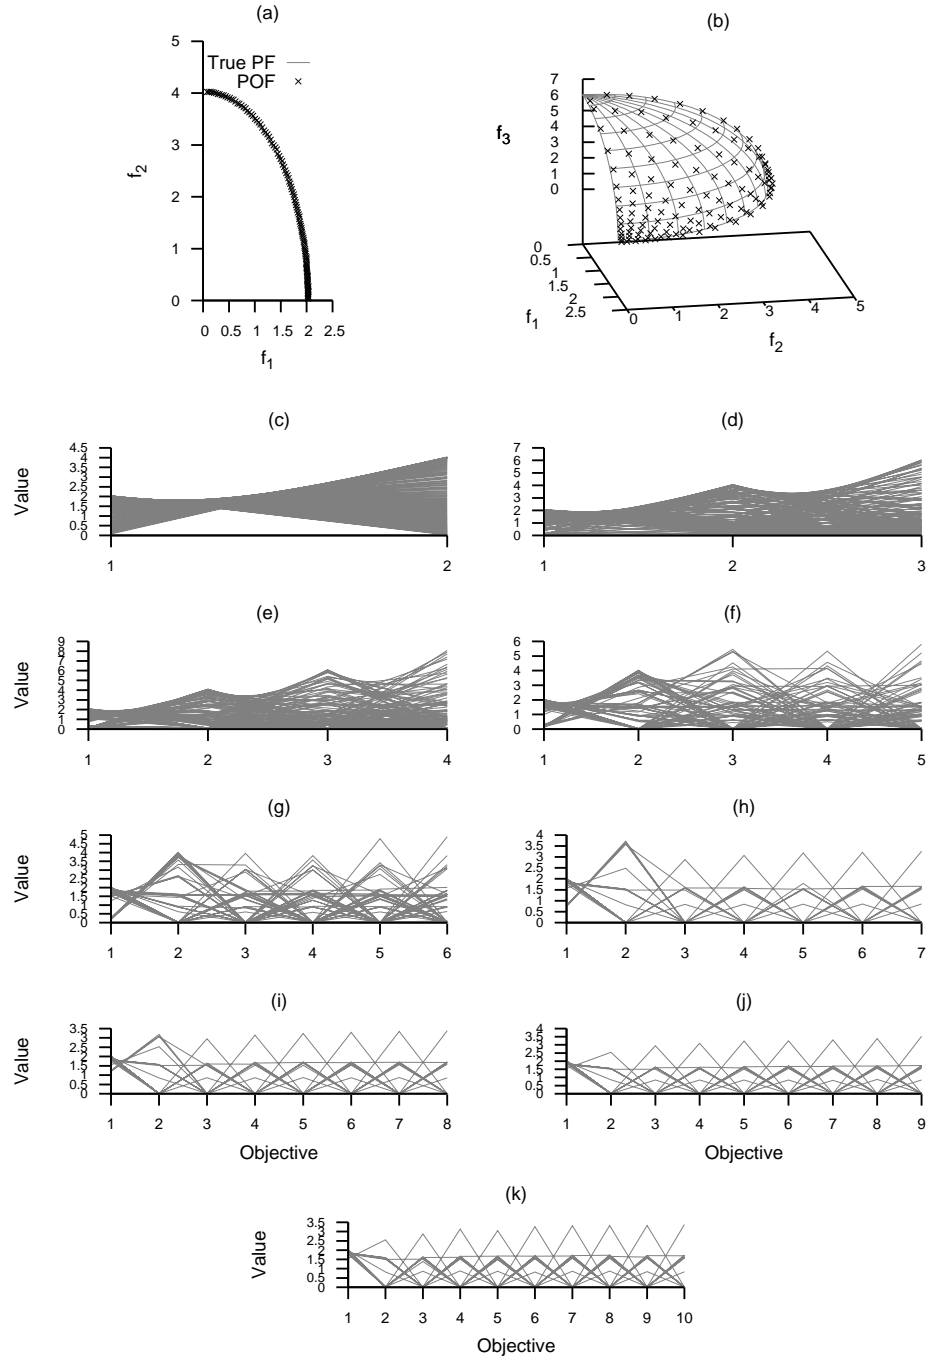 (a)
5
4
3
2
1
0
f2
True PF
POF
0 0.5 1 1.5 2 2.5
f1
(b)
7
6
5
4
3
2
1
0
f3
0
0.5
1
1.5
2
2.5
f1
0 1 2 3 4 5
f2
(c)
Value
4.5
4
3.5
3
2.5
2
1.5
1
0.5
0
1 2
(d)
7
6
5
4
3
2
1
0
1 2 3
(e)
Value
9
8
7
6
5
4
3
2
1
0
1 2 3 4
(f)
6
5
4
3
2
1
0
1 2 3 4 5
(g)
Value
5
4.5
4
3.5
3
2.5
2
1.5
1
0.5
0
1 2 3 4 5 6
(h)
4
3.5
3
2.5
2
1.5
1
0.5
0
1 2 3 4 5 6 7
(i)
Value
3.5
3
2.5
2
1.5
1
0.5
0
1 2 3 4 5 6 7 8
Objective
(j)
4
3.5
3
2.5
2
1.5
1
0.5
0
1 2 3 4 5 6 7 8 9
Objective
(k)
Value
3.5
3
2.5
2
1.5
1
0.5
0
1 2 3 4 5 6 7 8 9 10
Objective